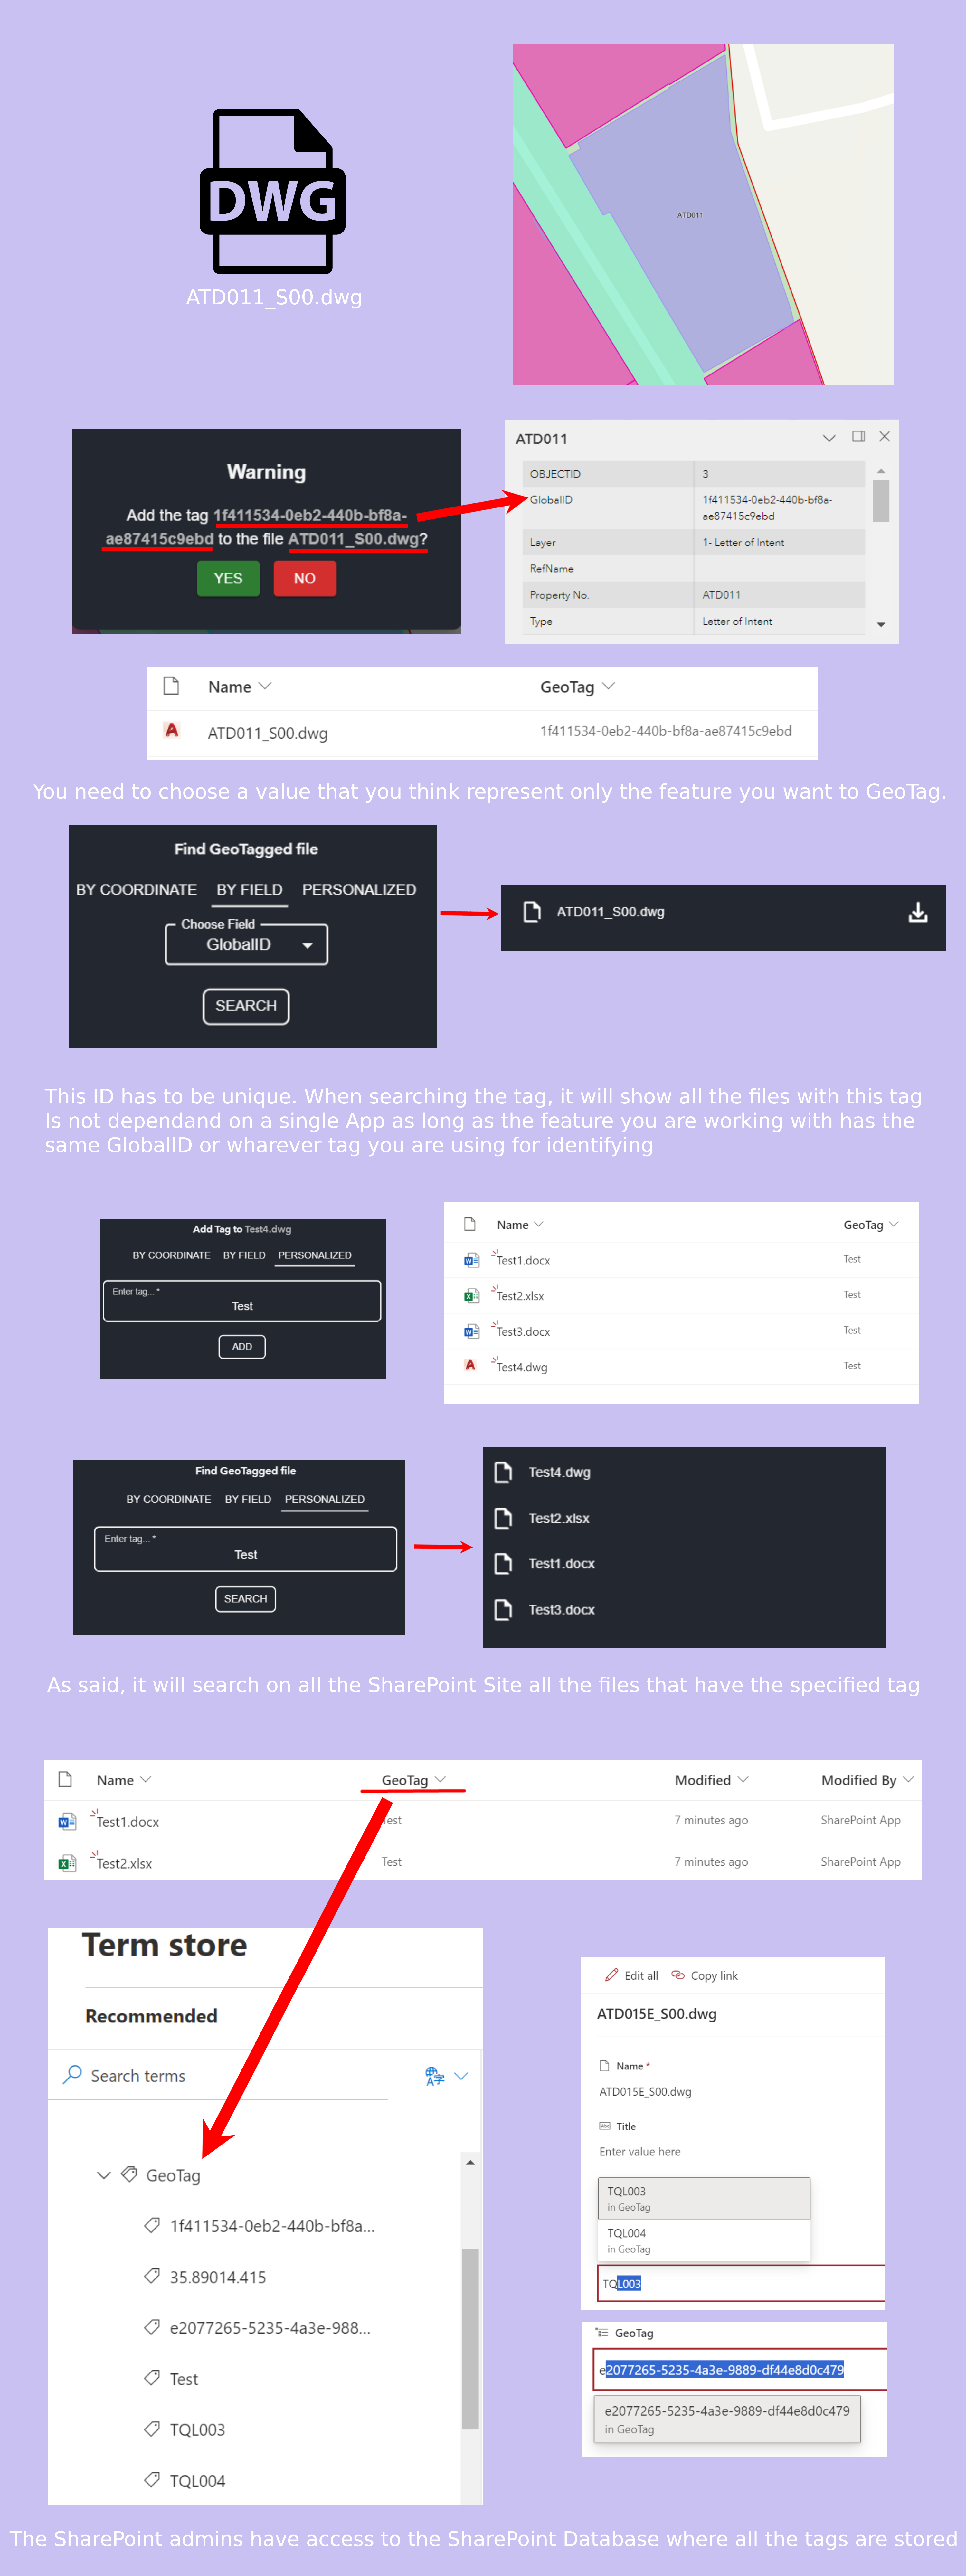 DWG
ATD011_S00.dwg
ATD011
Warning
Add the tag 1f411534-0eb2-440b-bf8a-
ae87415c9ebd to the file ATD011_S00.dwg?
YES NO
ATD011
OBJECTID 3
GlobalID 1f411534-0eb2-440b-bf8a-
ae87415c9ebd
Layer 1- Letter of Intent
RefName
Property No. ATD011
Type Letter of Intent
Name GeoTag
ATD011_S00.dwg 1f411534-0eb2-440b-bf8a-ae87415c9ebd
You need to choose a value that you think represent only the feature you want to GeoTag.
Find GeoTagged file
BY COORDINATE BY FIELD PERSONALIZED
Choose Field
GlobalID
SEARCH
ATD011_S00.dwg
This ID has to be unique. When searching the tag, it will show all the files with this tag
Is not dependand on a single App as long as the feature you are working with has the
same GlobalID or wharever tag you are using for identifying
Add Tag to Test4.dwg
BY COORDINATE BY FIELD PERSONALIZED
Enter tag... *
Test
ADD
Name GeoTag
Test1.docx Test
Test2.xlsx Test
Test3.docx Test
Test4.dwg Test
Find GeoTagged file
BY COORDINATE BY FIELD PERSONALIZED
Enter tag... *
Test
SEARCH
Test4.dwg
Test2.xlsx
Test1.docx
Test3.docx
As said, it will search on all the SharePoint Site all the files that have the specified tag
Name GeoTag Modified Modified By
Test1.docx Test 7 minutes ago SharePoint App
Test2.xlsx Test 7 minutes ago SharePoint App
Term store
Recommended
Search terms
GeoTag
1f411534-0eb2-440b-bf8a...
35.89014.415
e2077265-5235-4a3e-988...
Test
TQL003
TQL004
Edit all Copy link
ATD015E_S00.dwg
Name *
ATD015E_S00.dwg
Title
Enter value here
TQL003
in GeoTag
TQL004
in GeoTag
TQL003
GeoTag
e2077265-5235-4a3e-9889-df44e8d0c479
e2077265-5235-4a3e-9889-df44e8d0c479
in GeoTag
The SharePoint admins have access to the SharePoint Database where all the tags are stored